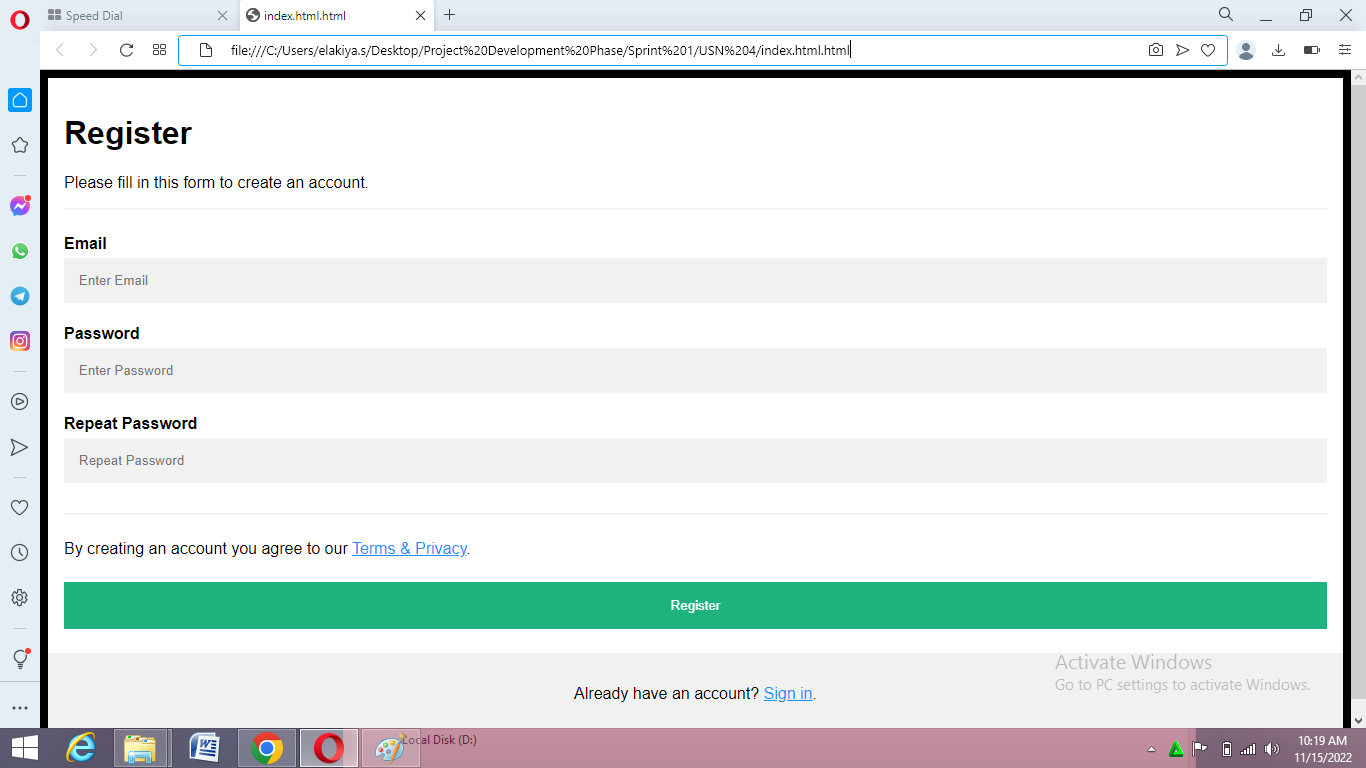 Speed Dial
index.html.html
file:///C:/Users/elakiya.s/Desktop/Project%20Development%20Phase/Sprint%201/USN%204/index.html.html
Register
Please fill in this form to create an account.
Email
Enter Email
Password
Enter Password
Repeat Password
Repeat Password
By creating an account you agree to our Terms & Privacy.
Register
Activate Windows
Go to PC settings to activate Windows.
Already have an account? Sign in.
Local Disk (D:)
10:19 AM
11/15/2022